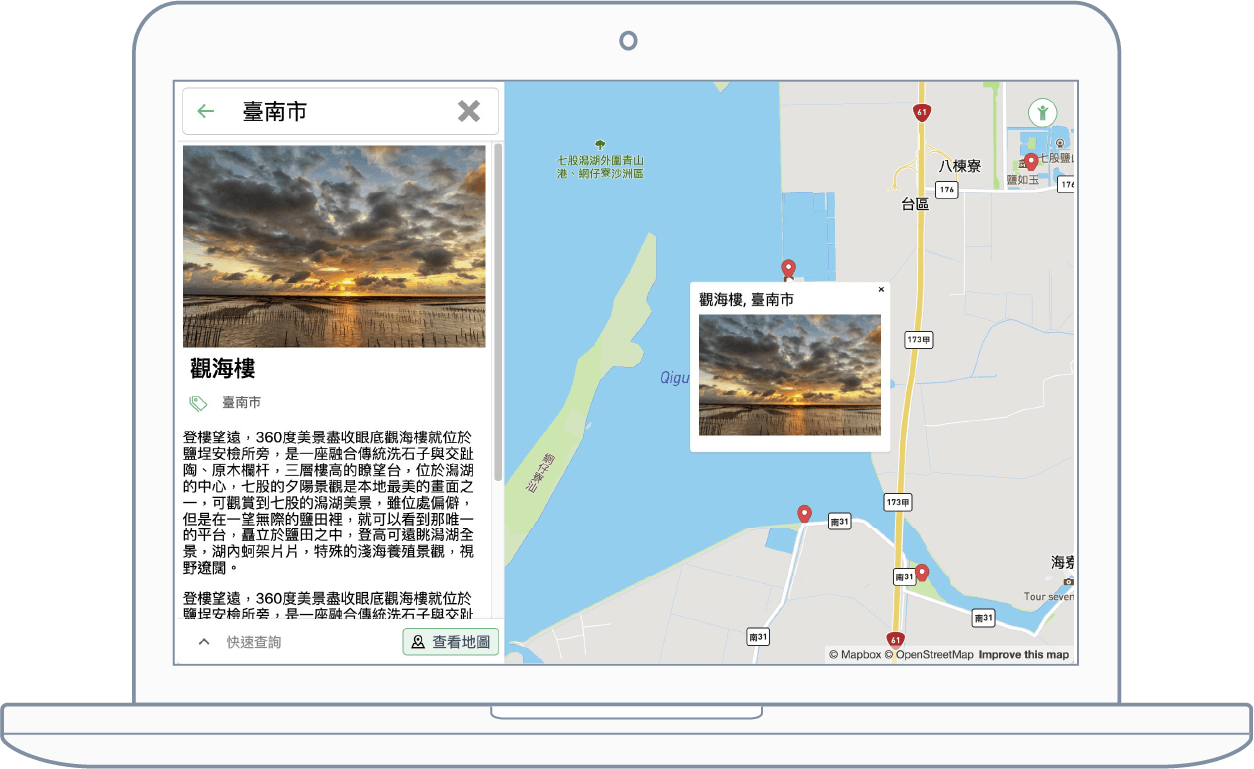 臺南市
觀海樓
臺南市
登樓望遠，360度美景盡收眼底觀海樓就位於
鹽埕安檢所旁，是一座融合傳統洗石子與交趾
陶、原木欄杆，三層樓高的瞭望台，位於潟湖
的中心，七股的夕陽景觀是本地最美的畫面之
一，可觀賞到七股的潟湖美景，雖位處偏僻，
但是在一望無際的鹽田裡，就可以看到那唯一
的平台，矗立於鹽田之中，登高可遠眺潟湖全
景，湖內蚵架片片，特殊的淺海養殖景觀，視
野遼闊。
登樓望遠，360度美景盡收眼底觀海樓就位於
鹽埕安檢所旁，是一座融合傳統洗石子與交趾
快速查詢
查看地圖
七股潟湖外圍青山
港、網仔寮沙洲區
61
八棟寮
176
台區
七股鹽山
鹽如玉
176
觀海樓, 臺南市
×
Qigu
173甲
網仔寮汕
173甲
南31
南31
海寮
Tour seven
南31
南31
61
© Mapbox © OpenStreetMap Improve this map